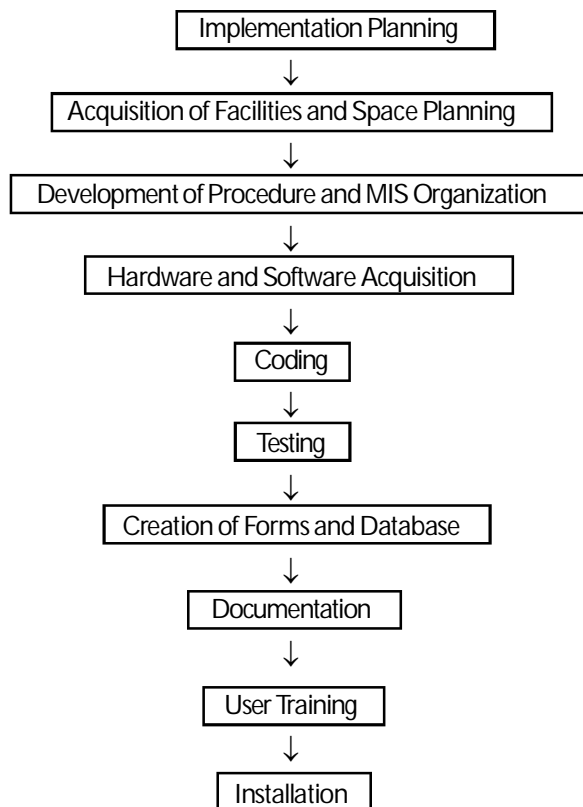 Implementation Planning
↓
Acquisition of Facilities and Space Planning
↓
Development of Procedure and MIS Organization
↓
Hardware and Software Acquisition
↓
Coding
↓
Testing
↓
Creation of Forms and Database
↓
Documentation
↓
User Training
↓
Installation